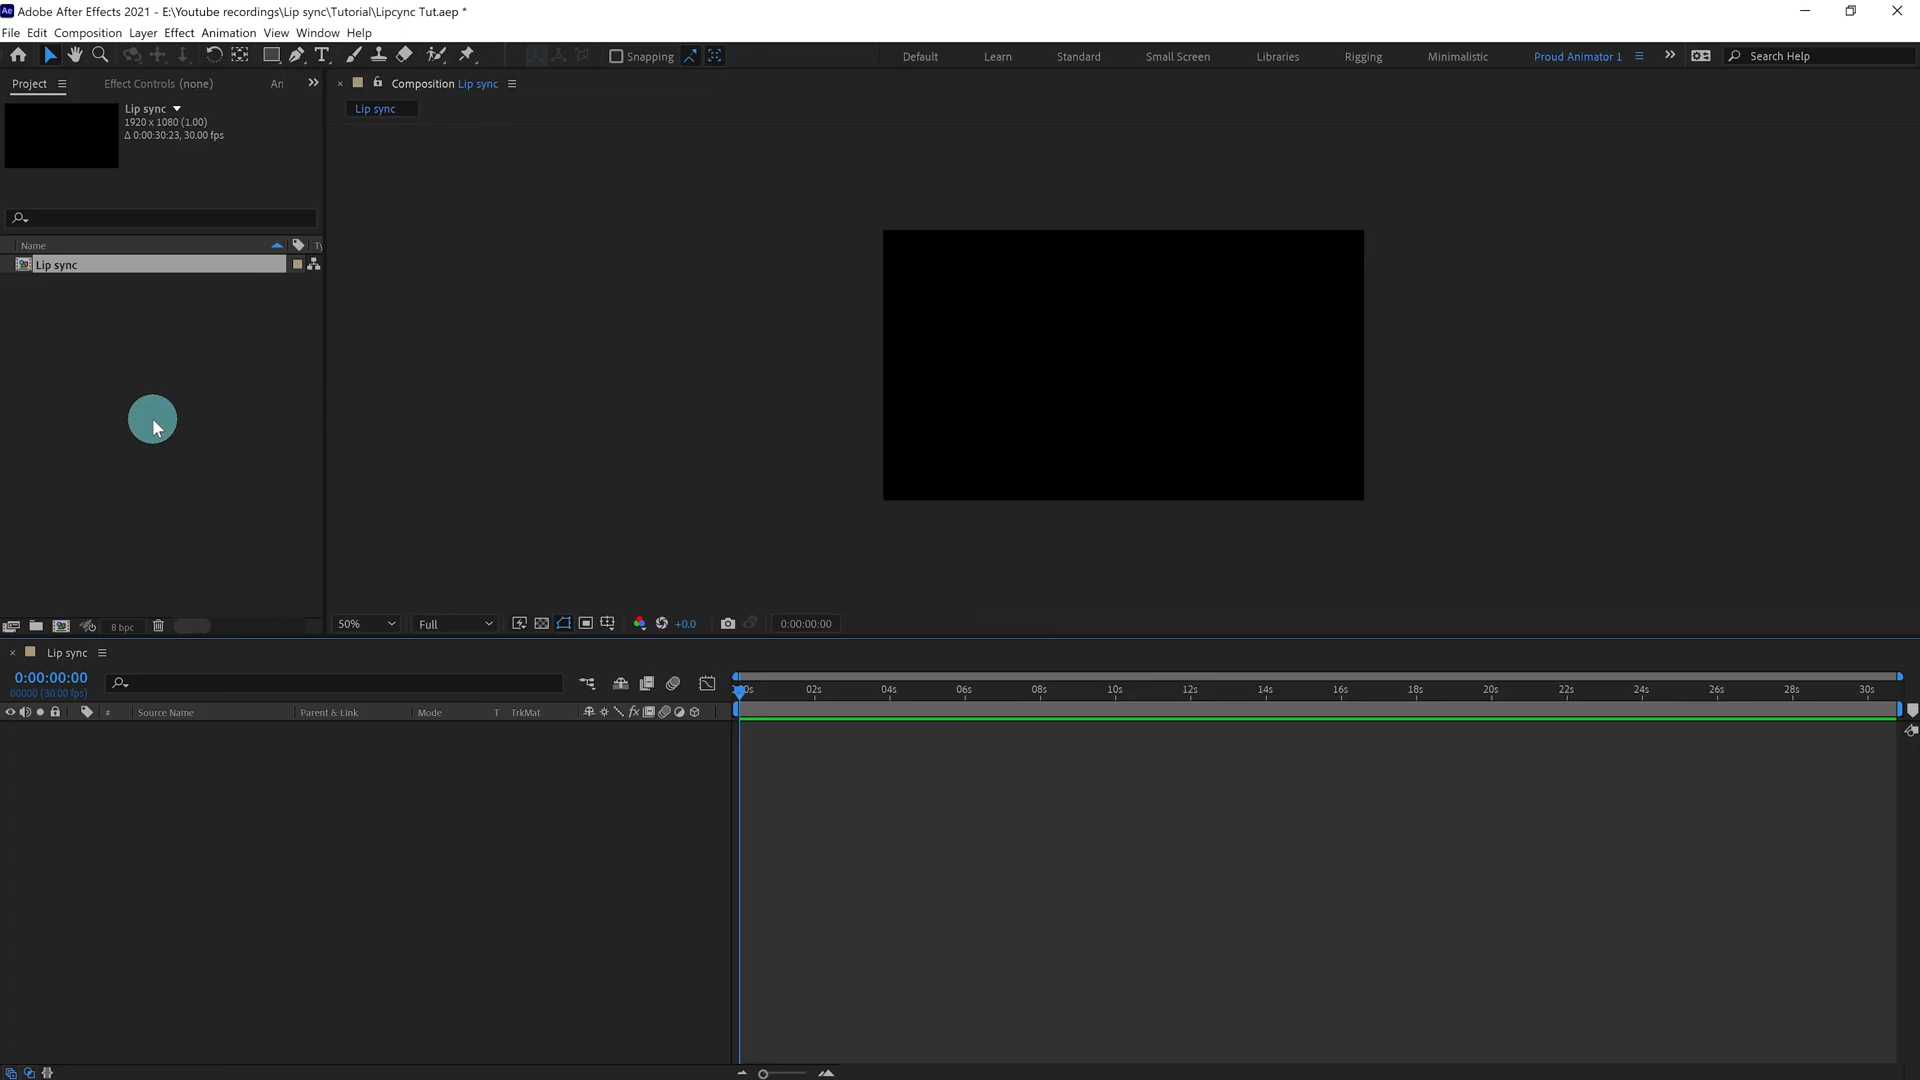 Adobe After Effects 2021 - E:\Youtube recordings\Lip sync\Tutorial\Lipcync Tut.aep *
File Edit Composition Layer Effect Animation View Window Help
Snapping
Default Learn Standard Small Screen Libraries Rigging Minimalistic Proud Animator 1 Search Help
Project Effect Controls (none) An
Composition Lip sync
Lip sync
Lip sync
1920 x 1080 (1.00)
Δ 0:00:30:23, 30.00 fps
Name Ty
Lip sync
8 bpc
50% Full +0.0 0:00:00:00
Lip sync
0:00:00:00
00000 (30.00 fps)
02s 04s 06s 08s 10s 12s 14s 16s 18s 20s 22s 24s 26s 28s 30s
# Source Name Parent & Link Mode T TrkMat fx